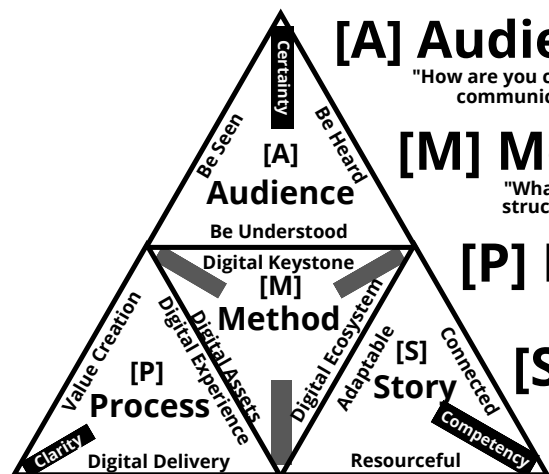 Certainty
[A] Audie
"How are you c
communic
Be Seen
Be Heard
[A]
Audience
Be Understood
[M] M
"Wha
struc
Digital Keystone
[M]
Method
[P]
Value Creation
Digital Experience
Digital Assets
Digital Ecosystem
Adaptable
Connected
[P]
Process
[S]
Story
[S
Clarity
Digital Delivery
Resourceful
Competency